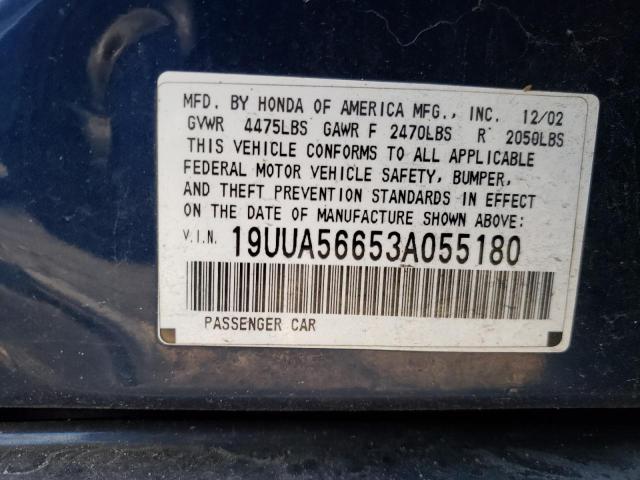 MFD. BY HONDA OF AMERICA MFG., INC. 12/02
GVWR 4475LBS GAWR F 2470LBS R 2050LBS
THIS VEHICLE CONFORMS TO ALL APPLICABLE
FEDERAL MOTOR VEHICLE SAFETY, BUMPER,
AND THEFT PREVENTION STANDARDS IN EFFECT
ON THE DATE OF MANUFACTURE SHOWN ABOVE:
V.I.N. 19UUA56653A055180
PASSENGER CAR